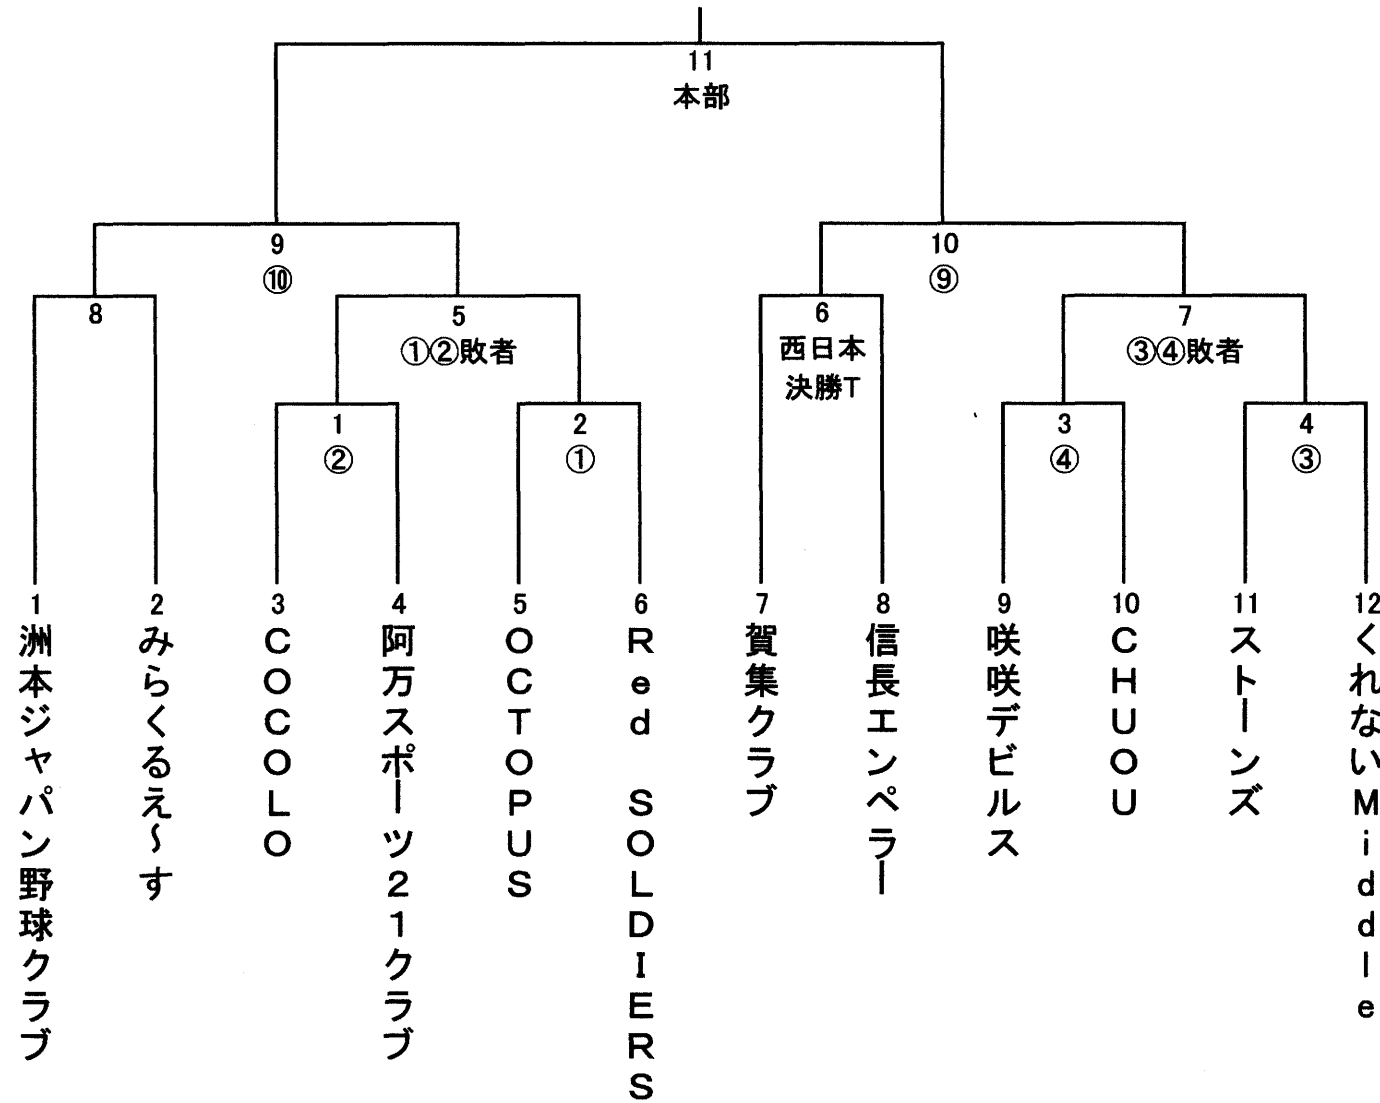 11
本部
9
⑩
10
⑨
8
5
①②敗者
6
西日本
決勝T
7
③④敗者
1
②
2
①
3
④
4
③
1
洲本ジャパン野球クラブ
2
みらくるえ～す
3
COCOLO
4
阿万スポーツ21クラブ
5
OCTOPUS
6
Red SOLDIERS
7
賀集クラブ
8
信長エンペラー
9
咲咲デビルス
10
CHUOU
11
ストーンズ
12
くれないMiddle